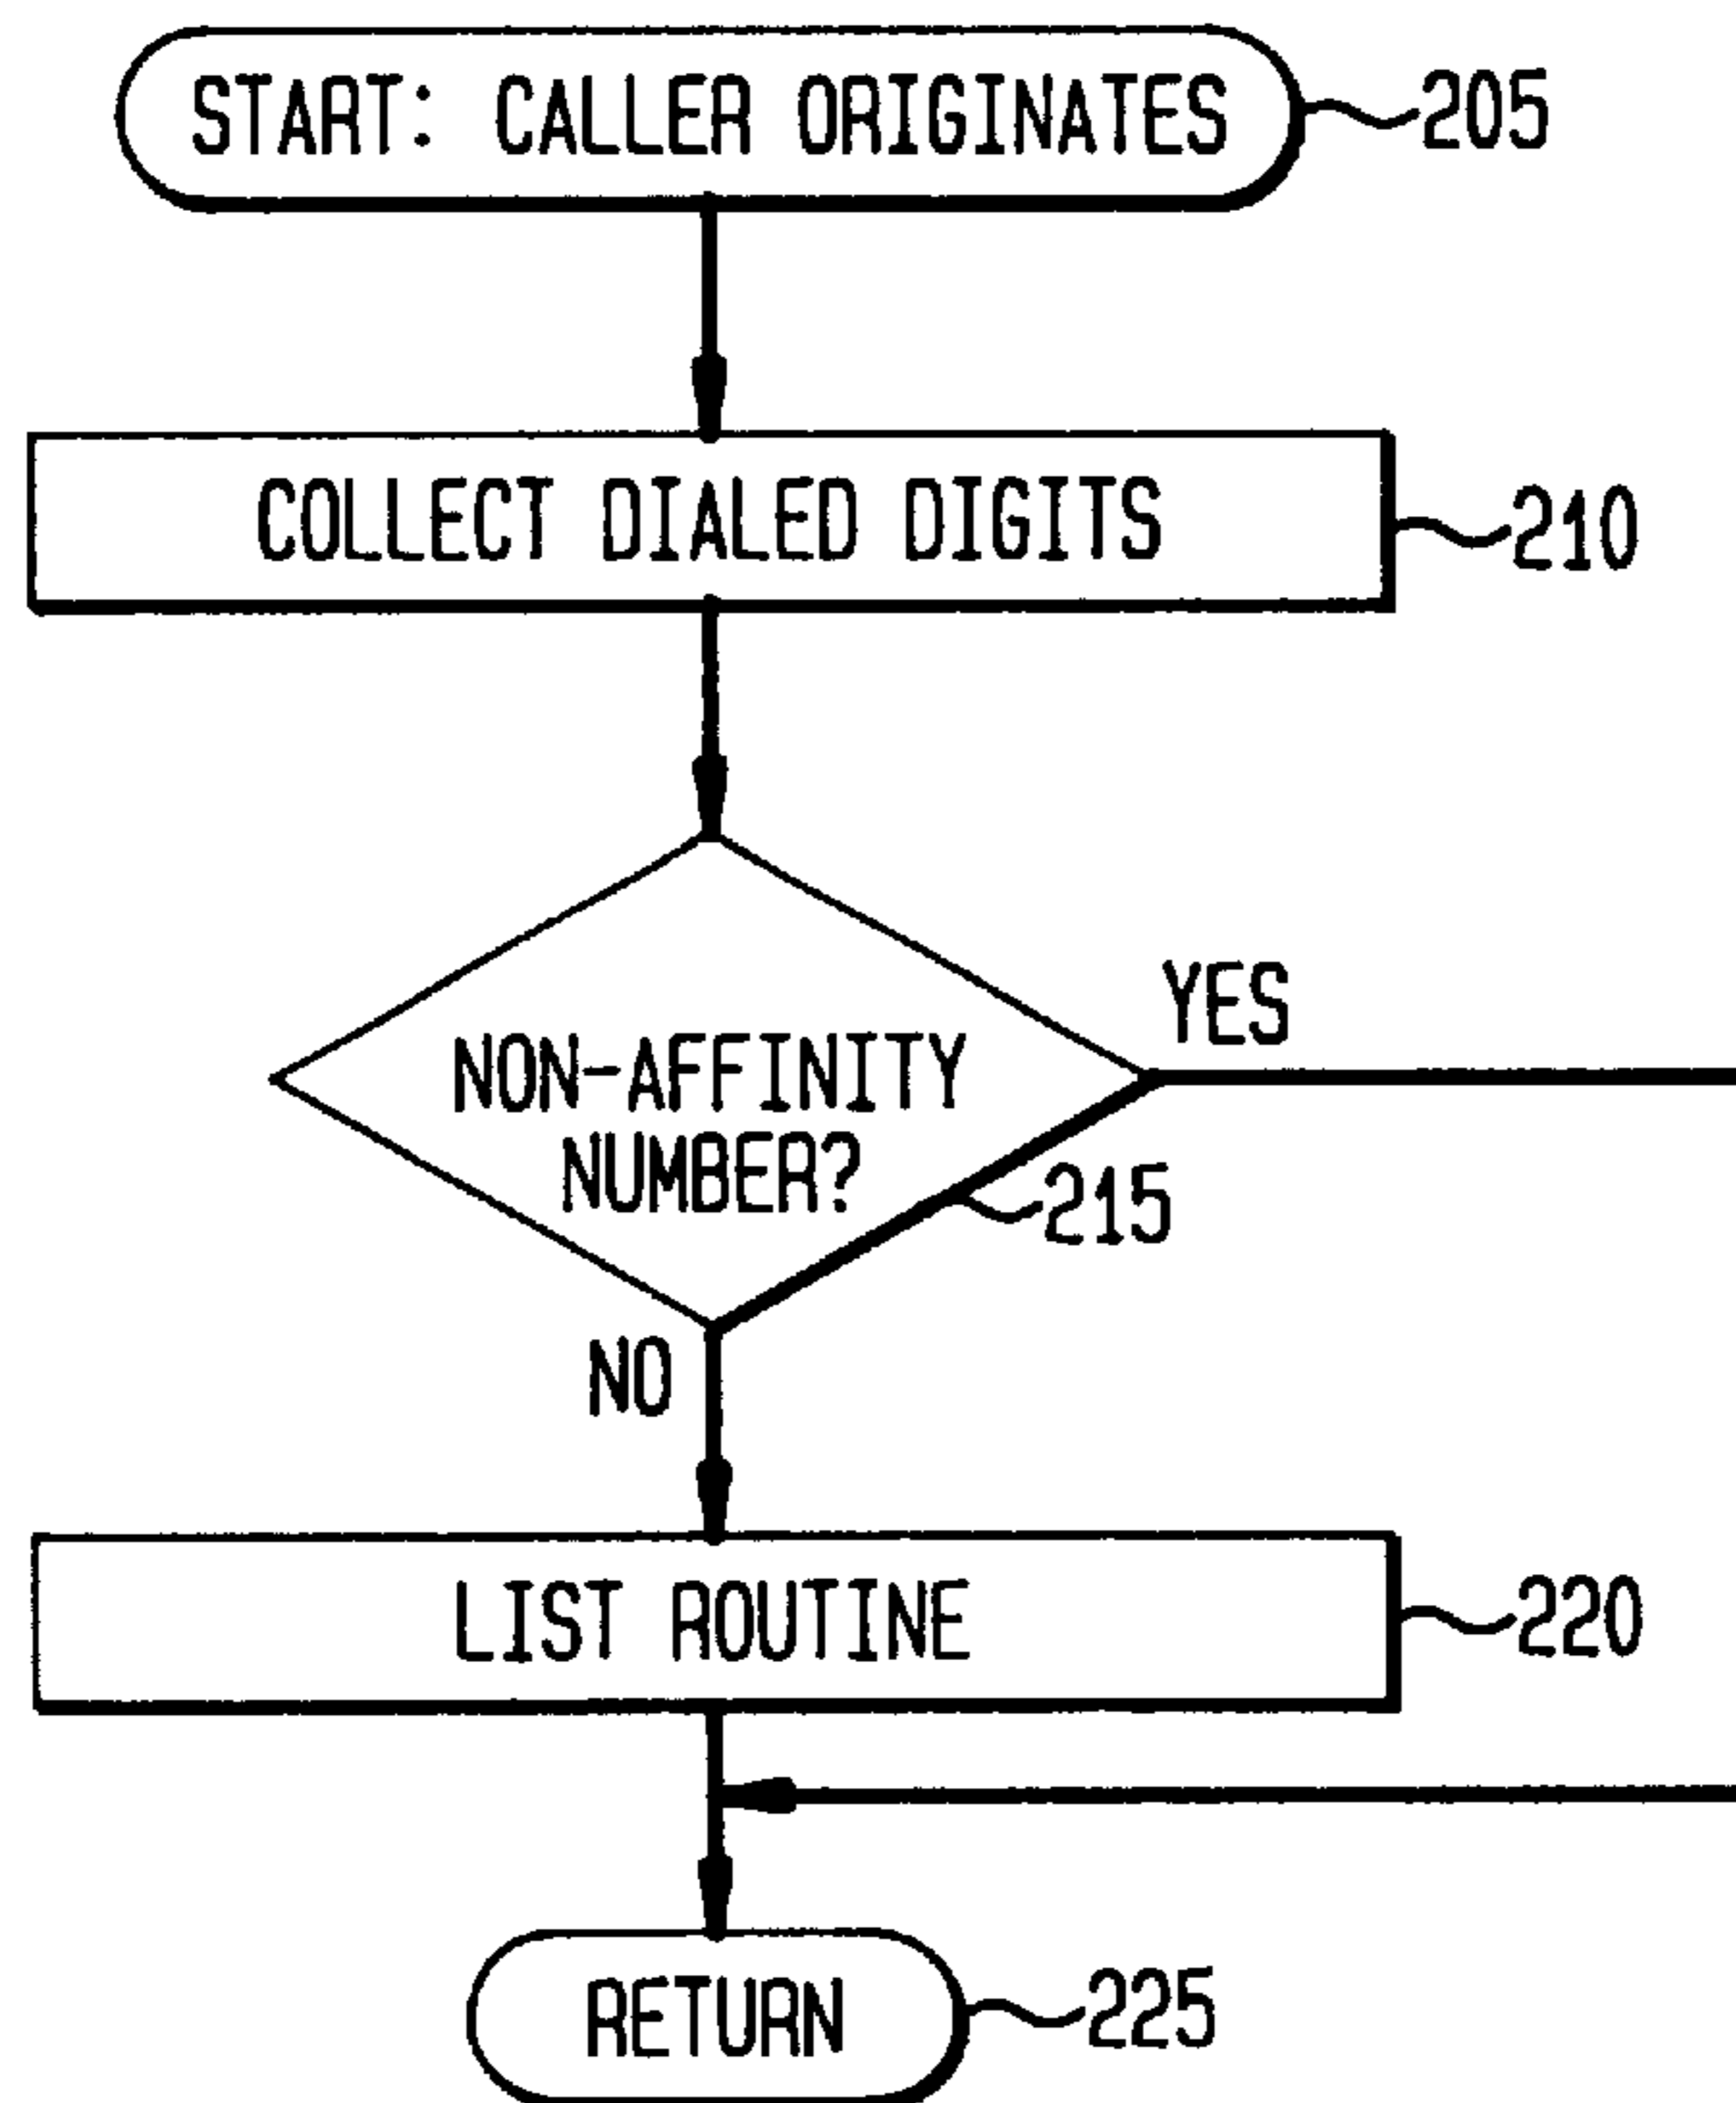 START: CALLER ORIGINATES
205
COLLECT DIALED DIGITS
210
YES
NON-AFFINITY
NUMBER?
215
NO
LIST ROUTINE
220
RETURN
225